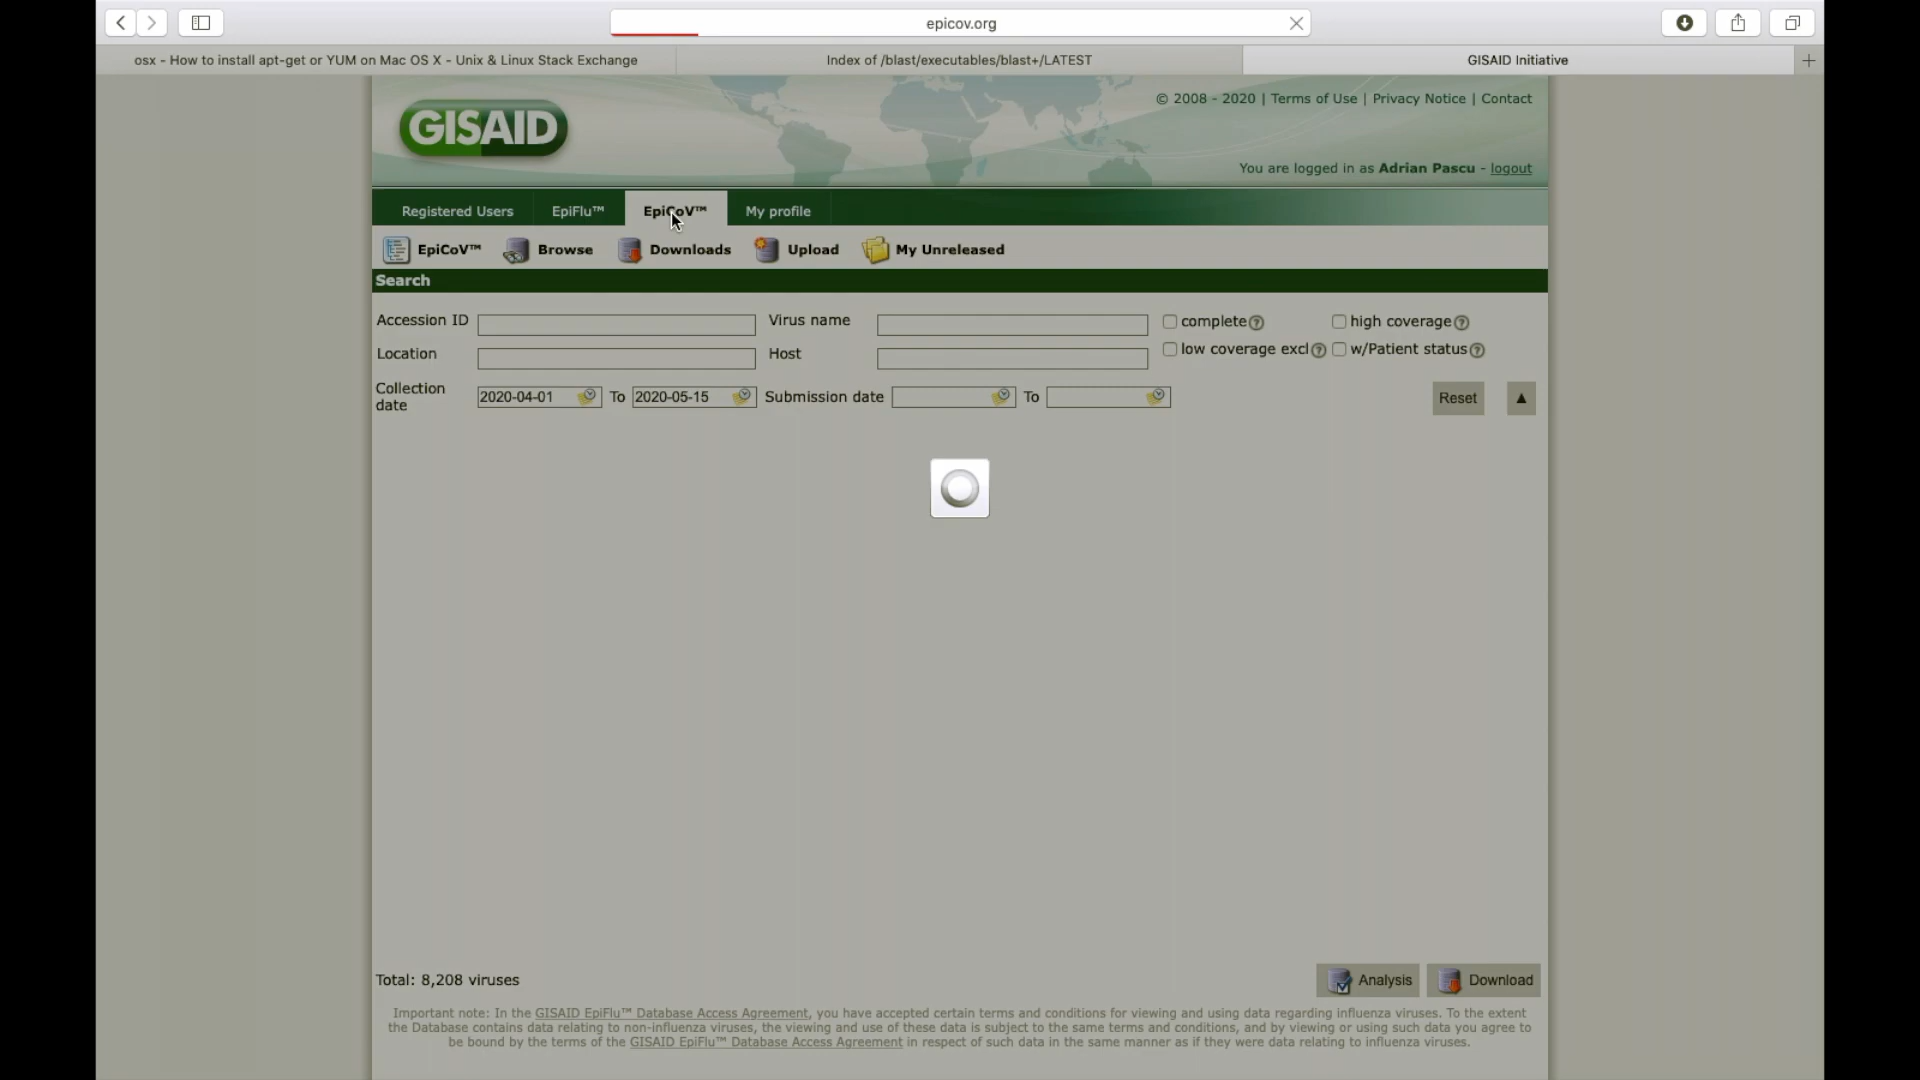 epicov.org
osx - How to install apt-get or YUM on Mac OS X - Unix & Linux Stack Exchange
Index of /blast/executables/blast+/LATEST
GISAID Initiative
GISAID
© 2008 - 2020 | Terms of Use | Privacy Notice | Contact
You are logged in as Adrian Pascu - logout
Registered Users EpiFlu™ EpiCoV™ My profile
EpiCoV™ Browse Downloads Upload My Unreleased
Search
Accession ID Virus name complete ? high coverage ?
Location Host low coverage excl ? w/Patient status ?
Collection date 2020-04-01 To 2020-05-15 Submission date To Reset ▲
Total: 8,208 viruses Analysis Download
Important note: In the GISAID EpiFlu™ Database Access Agreement, you have accepted certain terms and conditions for viewing and using data regarding influenza viruses. To the extent
the Database contains data relating to non-influenza viruses, the viewing and use of these data is subject to the same terms and conditions, and by viewing or using such data you agree to
be bound by the terms of the GISAID EpiFlu™ Database Access Agreement in respect of such data in the same manner as if they were data relating to influenza viruses.